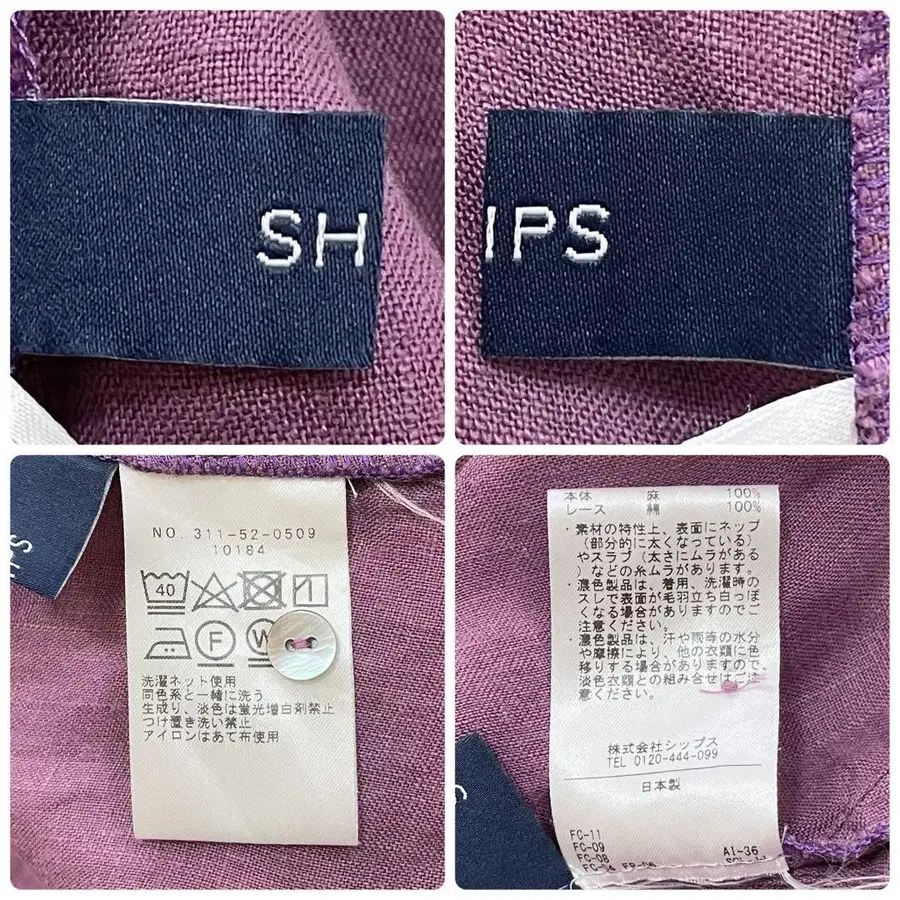 SH
IPS
NO. 311-52-0509
10184
40
F
W
洗濯ネット使用
同色系と一緒に洗う
生成り、淡色は蛍光増白剤禁止
つけ置き洗い禁止
アイロンはあて布使用
本体 麻 100%
レース 綿 100%
・素材の特性上、表面にネップ
(部分的に太くなっている)
やスラブ(太さにムラがある
)などの糸ムラがあります。
・濃色製品は、着用、洗濯時の
スレで表面が毛羽立ち白っぽ
くなる場合がありますのでご
注意ください。
・濃色製品は、汗や雨等の水分
や摩擦により、他の衣類に色
移りする場合がありますので、
淡色衣類との組み合せはご注
意ください。
株式会社シップス
TEL 0120-444-099
日本製
FC-11
FC-09
FC-08
AI-36